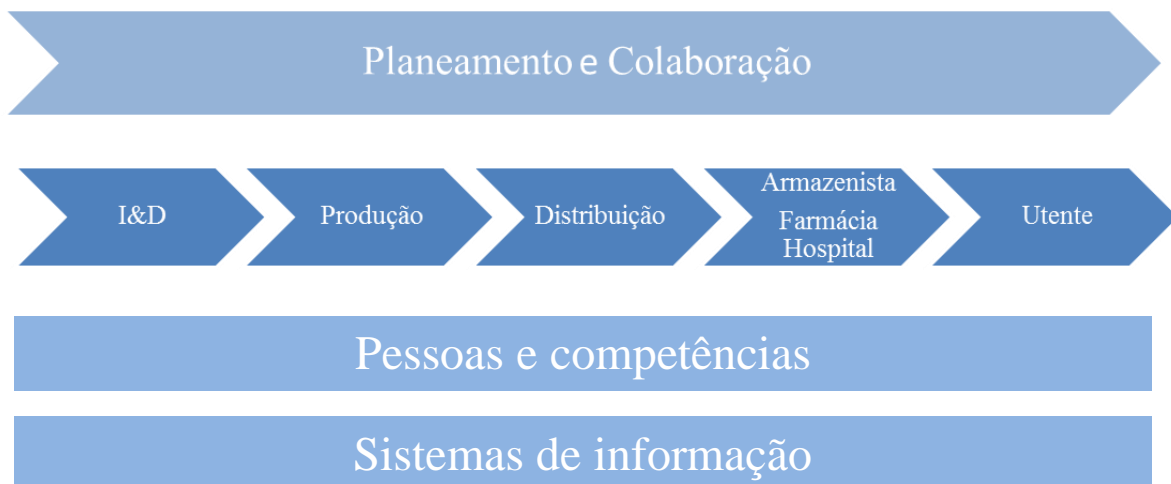 Planeamento e Colaboração
I&D
Produção
Distribuição
Armazenista
Farmácia
Hospital
Utente
Pessoas e competências
Sistemas de informação